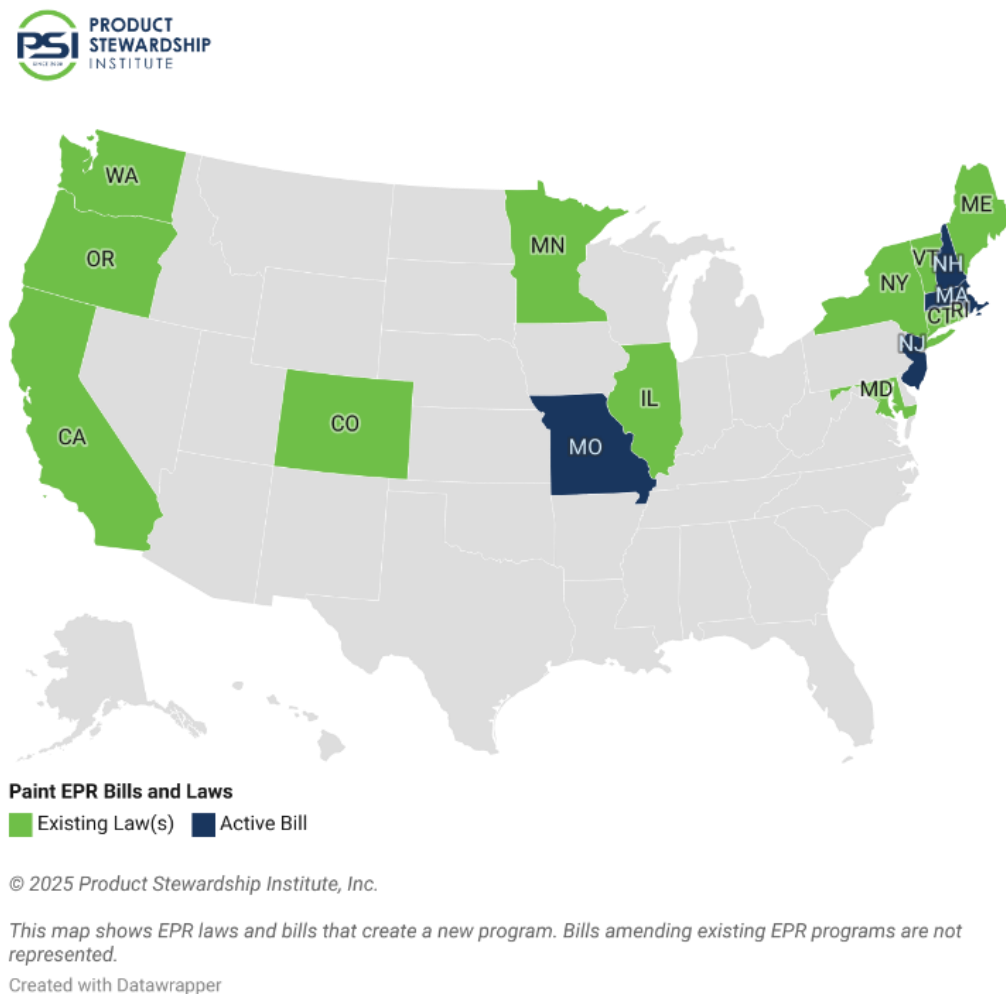 PSI
SINCE 2000
PRODUCT
STEWARDSHIP
INSTITUTE
WA
ME
MN
OR
VT
NH
NY
MA
CT
RI
NJ
MD
IL
CO
CA
MO
Paint EPR Bills and Laws
Existing Law(s) Active Bill
© 2025 Product Stewardship Institute, Inc.
This map shows EPR laws and bills that create a new program. Bills amending existing EPR programs are not
represented.
Created with Datawrapper